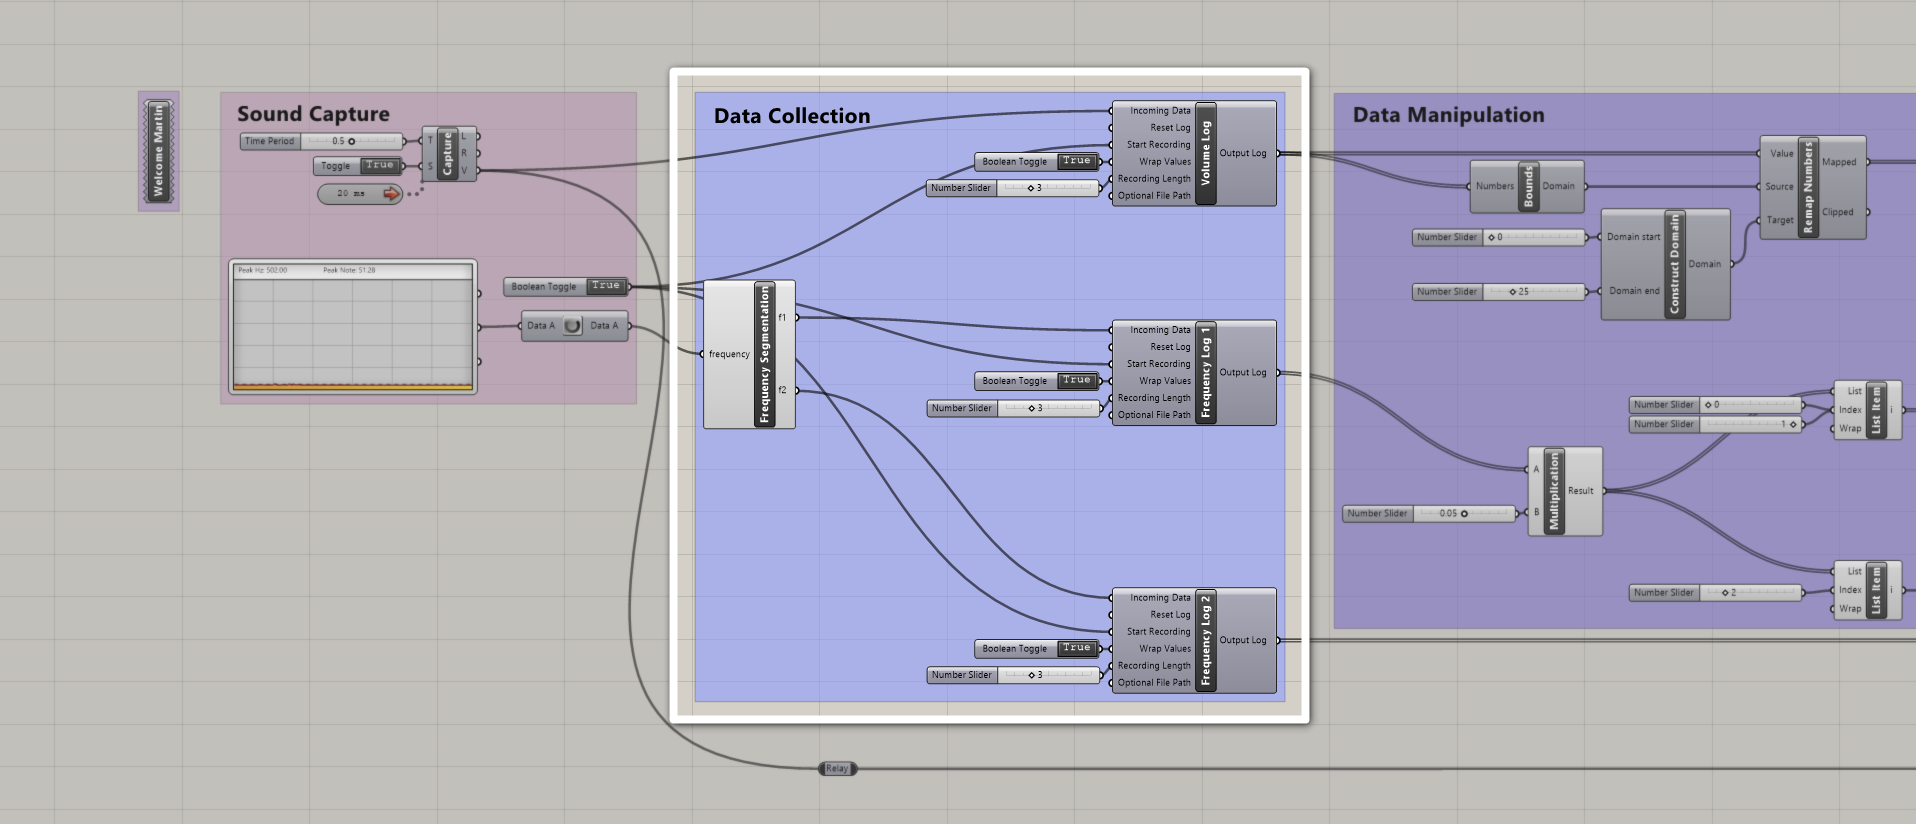 Welcome Martin
Sound Capture
Time Period
0.5
Toggle
True
20 ms
T
S
Capture
L
R
V
Peak Hz: 502.00
Peak Note: 51.28
Boolean Toggle
True
Data A
Data A
Data Collection
frequency
Frequency Segmentation
f1
f2
Boolean Toggle
True
Number Slider
3
Incoming Data
Reset Log
Start Recording
Wrap Values
Recording Length
Optional File Path
Volume Log
Output Log
Boolean Toggle
True
Number Slider
3
Incoming Data
Reset Log
Start Recording
Wrap Values
Recording Length
Optional File Path
Frequency Log 1
Output Log
Boolean Toggle
True
Number Slider
3
Incoming Data
Reset Log
Start Recording
Wrap Values
Recording Length
Optional File Path
Frequency Log 2
Output Log
Relay
Data Manipulation
Numbers
Bounds
Domain
Number Slider
0
Number Slider
25
Domain start
Domain end
Construct Domain
Domain
Value
Source
Target
Remap Numbers
Mapped
Clipped
Number Slider
0
Number Slider
1
List
Index
Wrap
List Item
i
Number Slider
0.05
A
B
Multiplication
Result
Number Slider
2
List
Index
Wrap
List Item
i